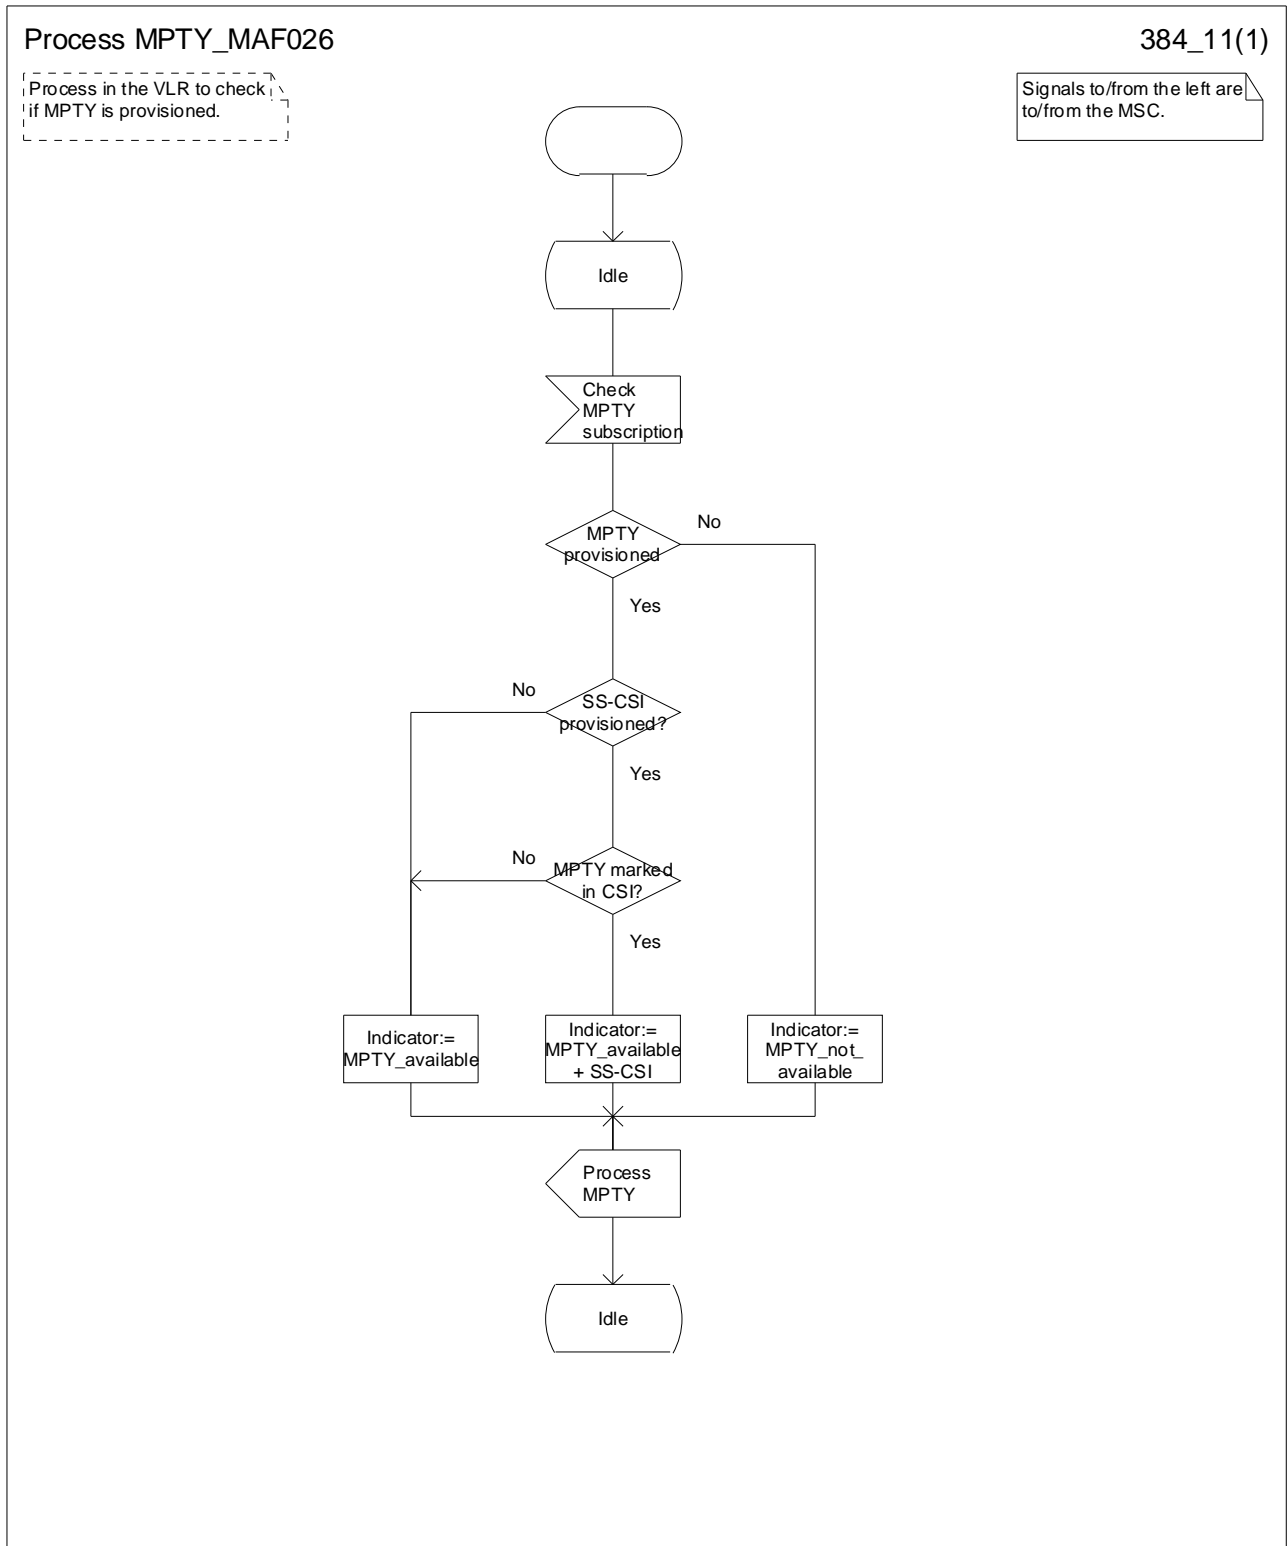 Process MPTY_MAF026
384_11(1)
Process in the VLR to check
if MPTY is provisioned.
Signals to/from the left are
to/from the MSC.
Idle
Check
MPTY
subscription
MPTY
provisioned
No
Yes
No
SS-CSI
provisioned?
Yes
No
MPTY marked
in CSI?
Yes
Indicator:=
MPTY_available
Indicator:=
MPTY_available
+ SS-CSI
Indicator:=
MPTY_not_
available
Process
MPTY
Idle